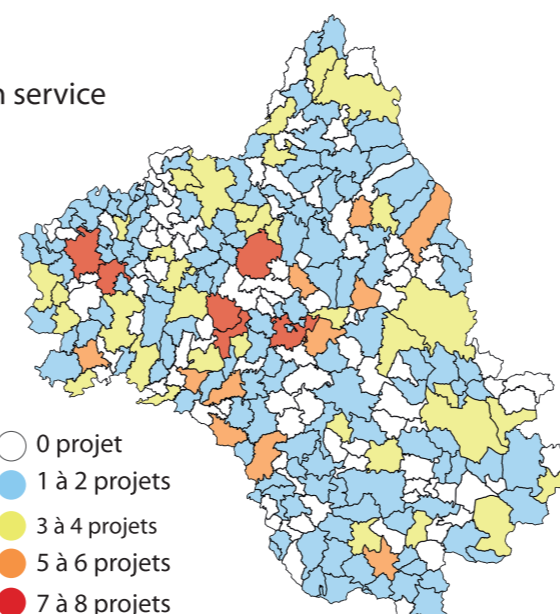 n service
0 projet
1 à 2 projets
3 à 4 projets
5 à 6 projets
7 à 8 projets